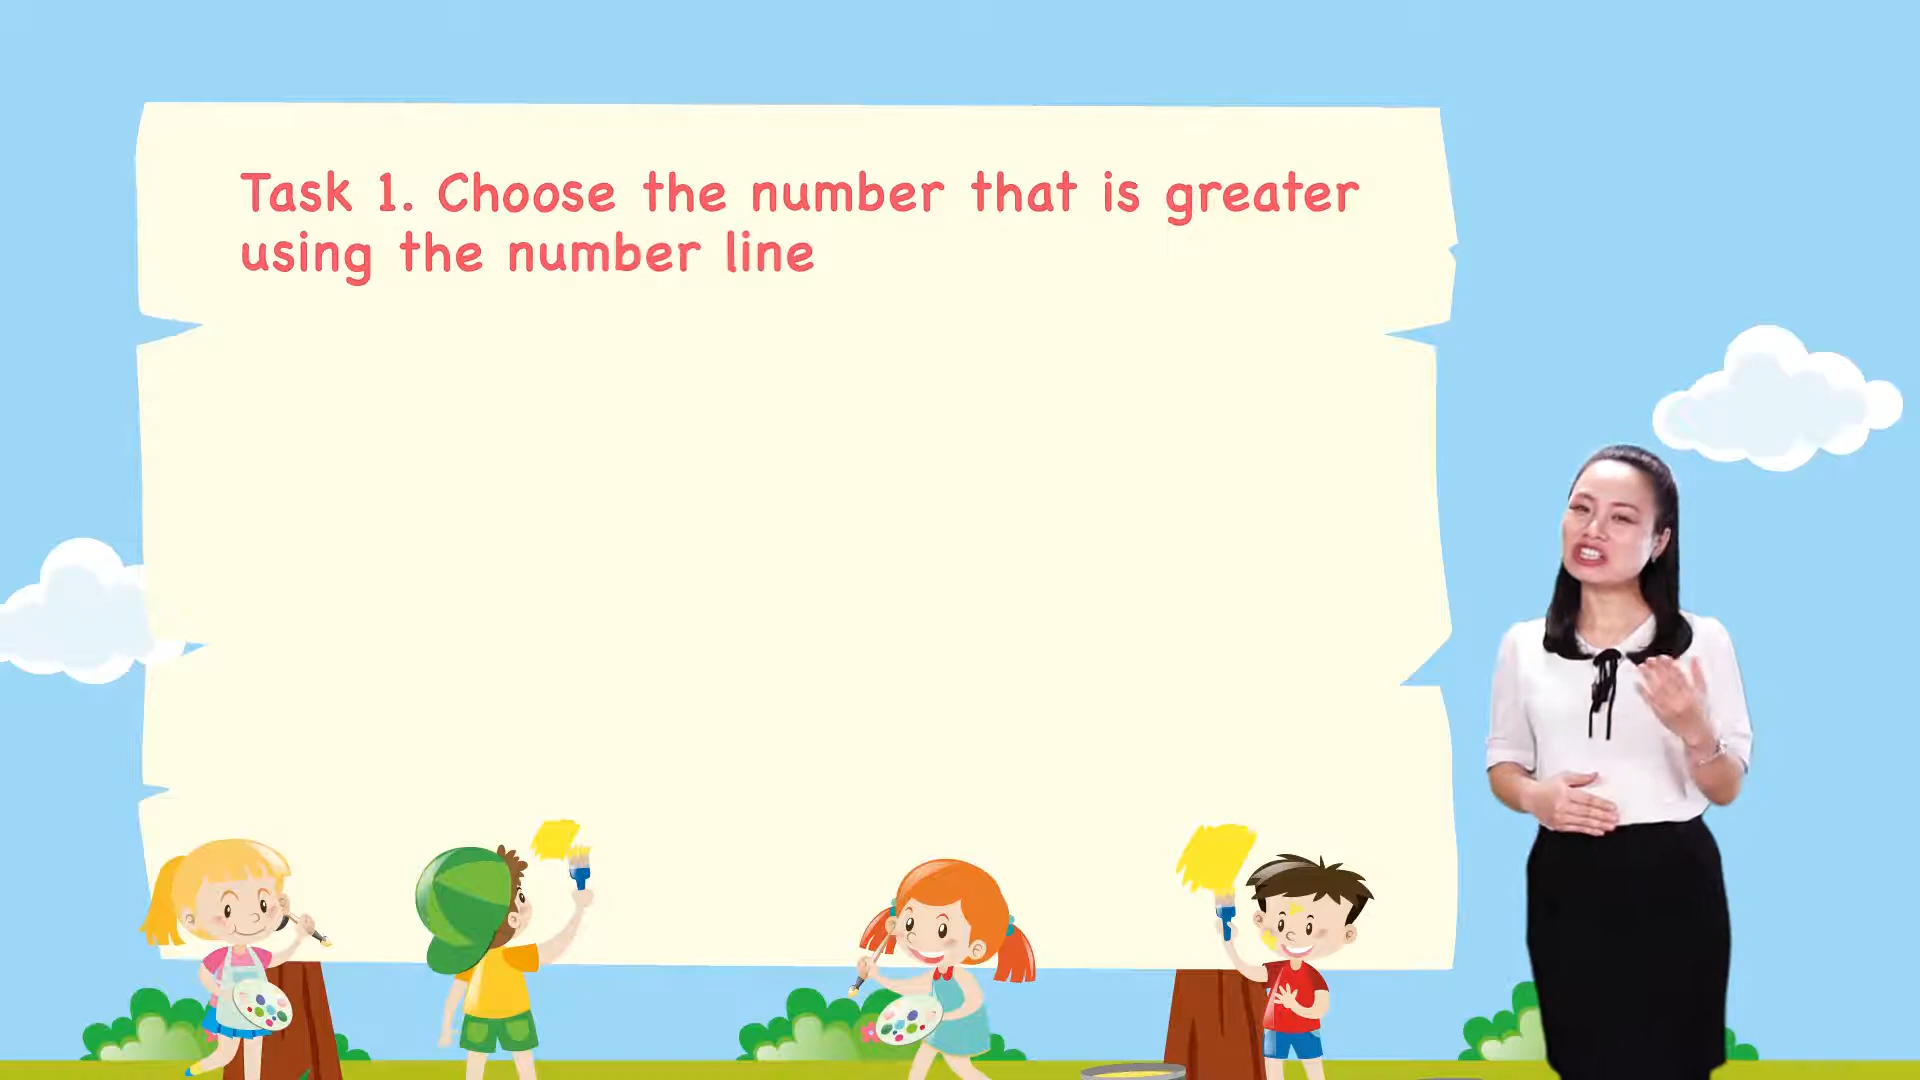 Task 1. Choose the number that is greater
using the number line